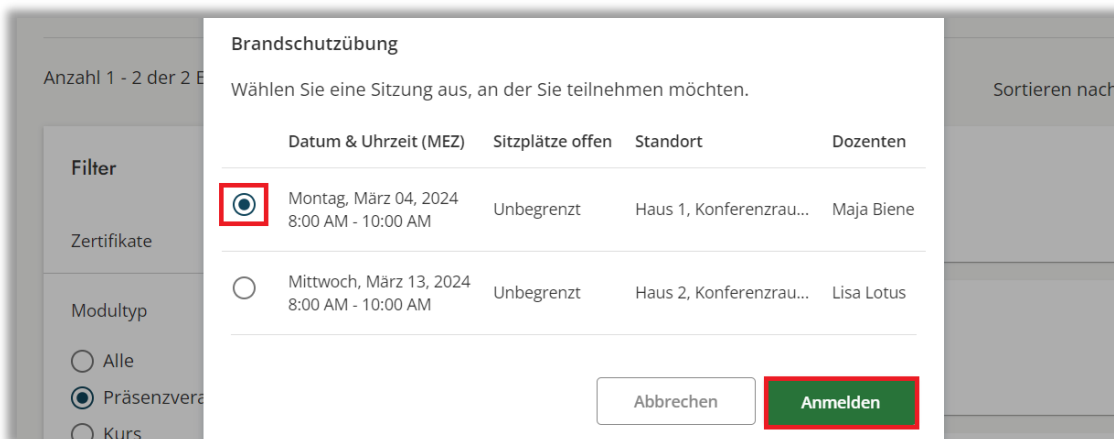 Brandschutzübung
Wählen Sie eine Sitzung aus, an der Sie teilnehmen möchten.
Anzahl 1 - 2 der 2 E
Sortieren nach
Datum & Uhrzeit (MEZ) Sitzplätze offen Standort Dozenten
Filter
Montag, März 04, 2024
8:00 AM - 10:00 AM
Unbegrenzt Haus 1, Konferenzrau... Maja Biene
Zertifikate
Mittwoch, März 13, 2024
8:00 AM - 10:00 AM
Unbegrenzt Haus 2, Konferenzrau... Lisa Lotus
Modultyp
Alle
Präsenzvera
Kurs
Abbrechen Anmelden